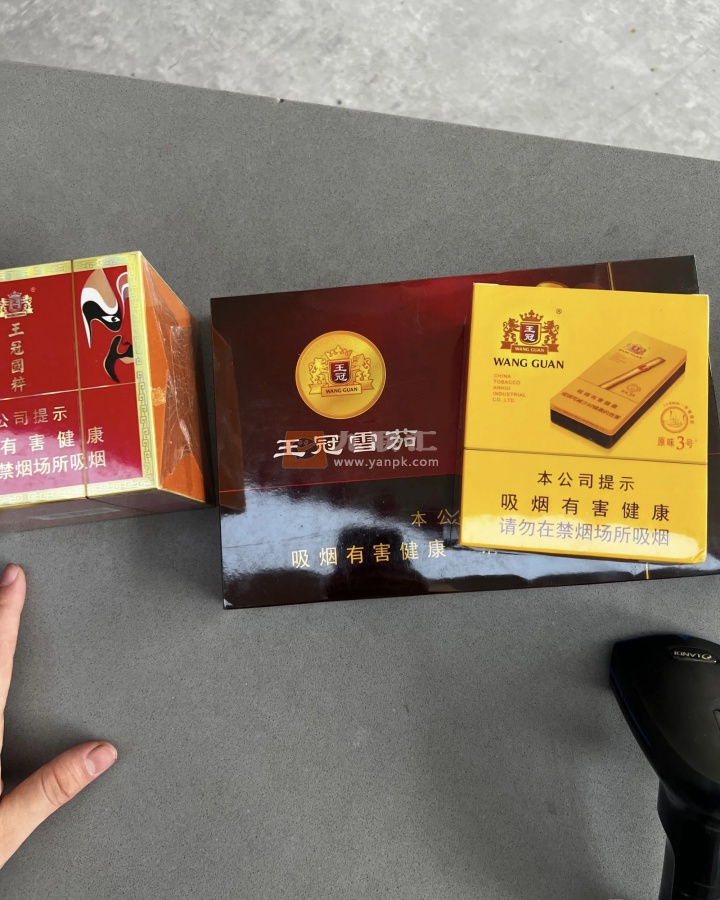 王冠國粹
公司提示
有害健康
禁烟场所吸烟
王冠
WANG GUAN
王冠雪茄
www.yanpk.com
本公
吸烟有害健康
王冠
WANG GUAN
WANG GUAN
CHINA
TOBACCO
ANHUI
INDUSTRIAL
CO.,LTD.
原味3号
本公司提示
吸烟有害健康
请勿在禁烟场所吸烟